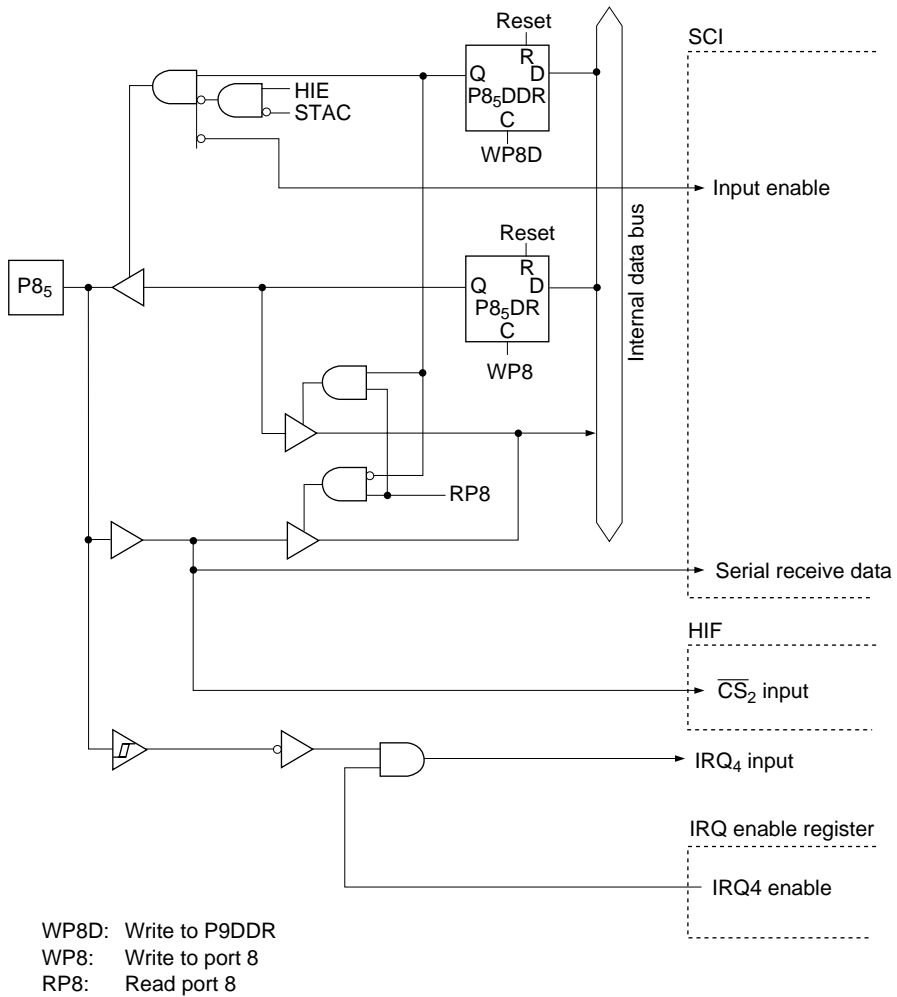 Reset
SCI
R
Q
D
HIE
P8₅DDR
STAC
C
WP8D
Input enable
Reset
R
P8₅
Q
D
P8₅DR
C
WP8
Internal data bus
RP8
Serial receive data
HIF
C̅S̅₂ input
IRQ₄ input
IRQ enable register
IRQ4 enable
WP8D: Write to P9DDR
WP8: Write to port 8
RP8: Read port 8